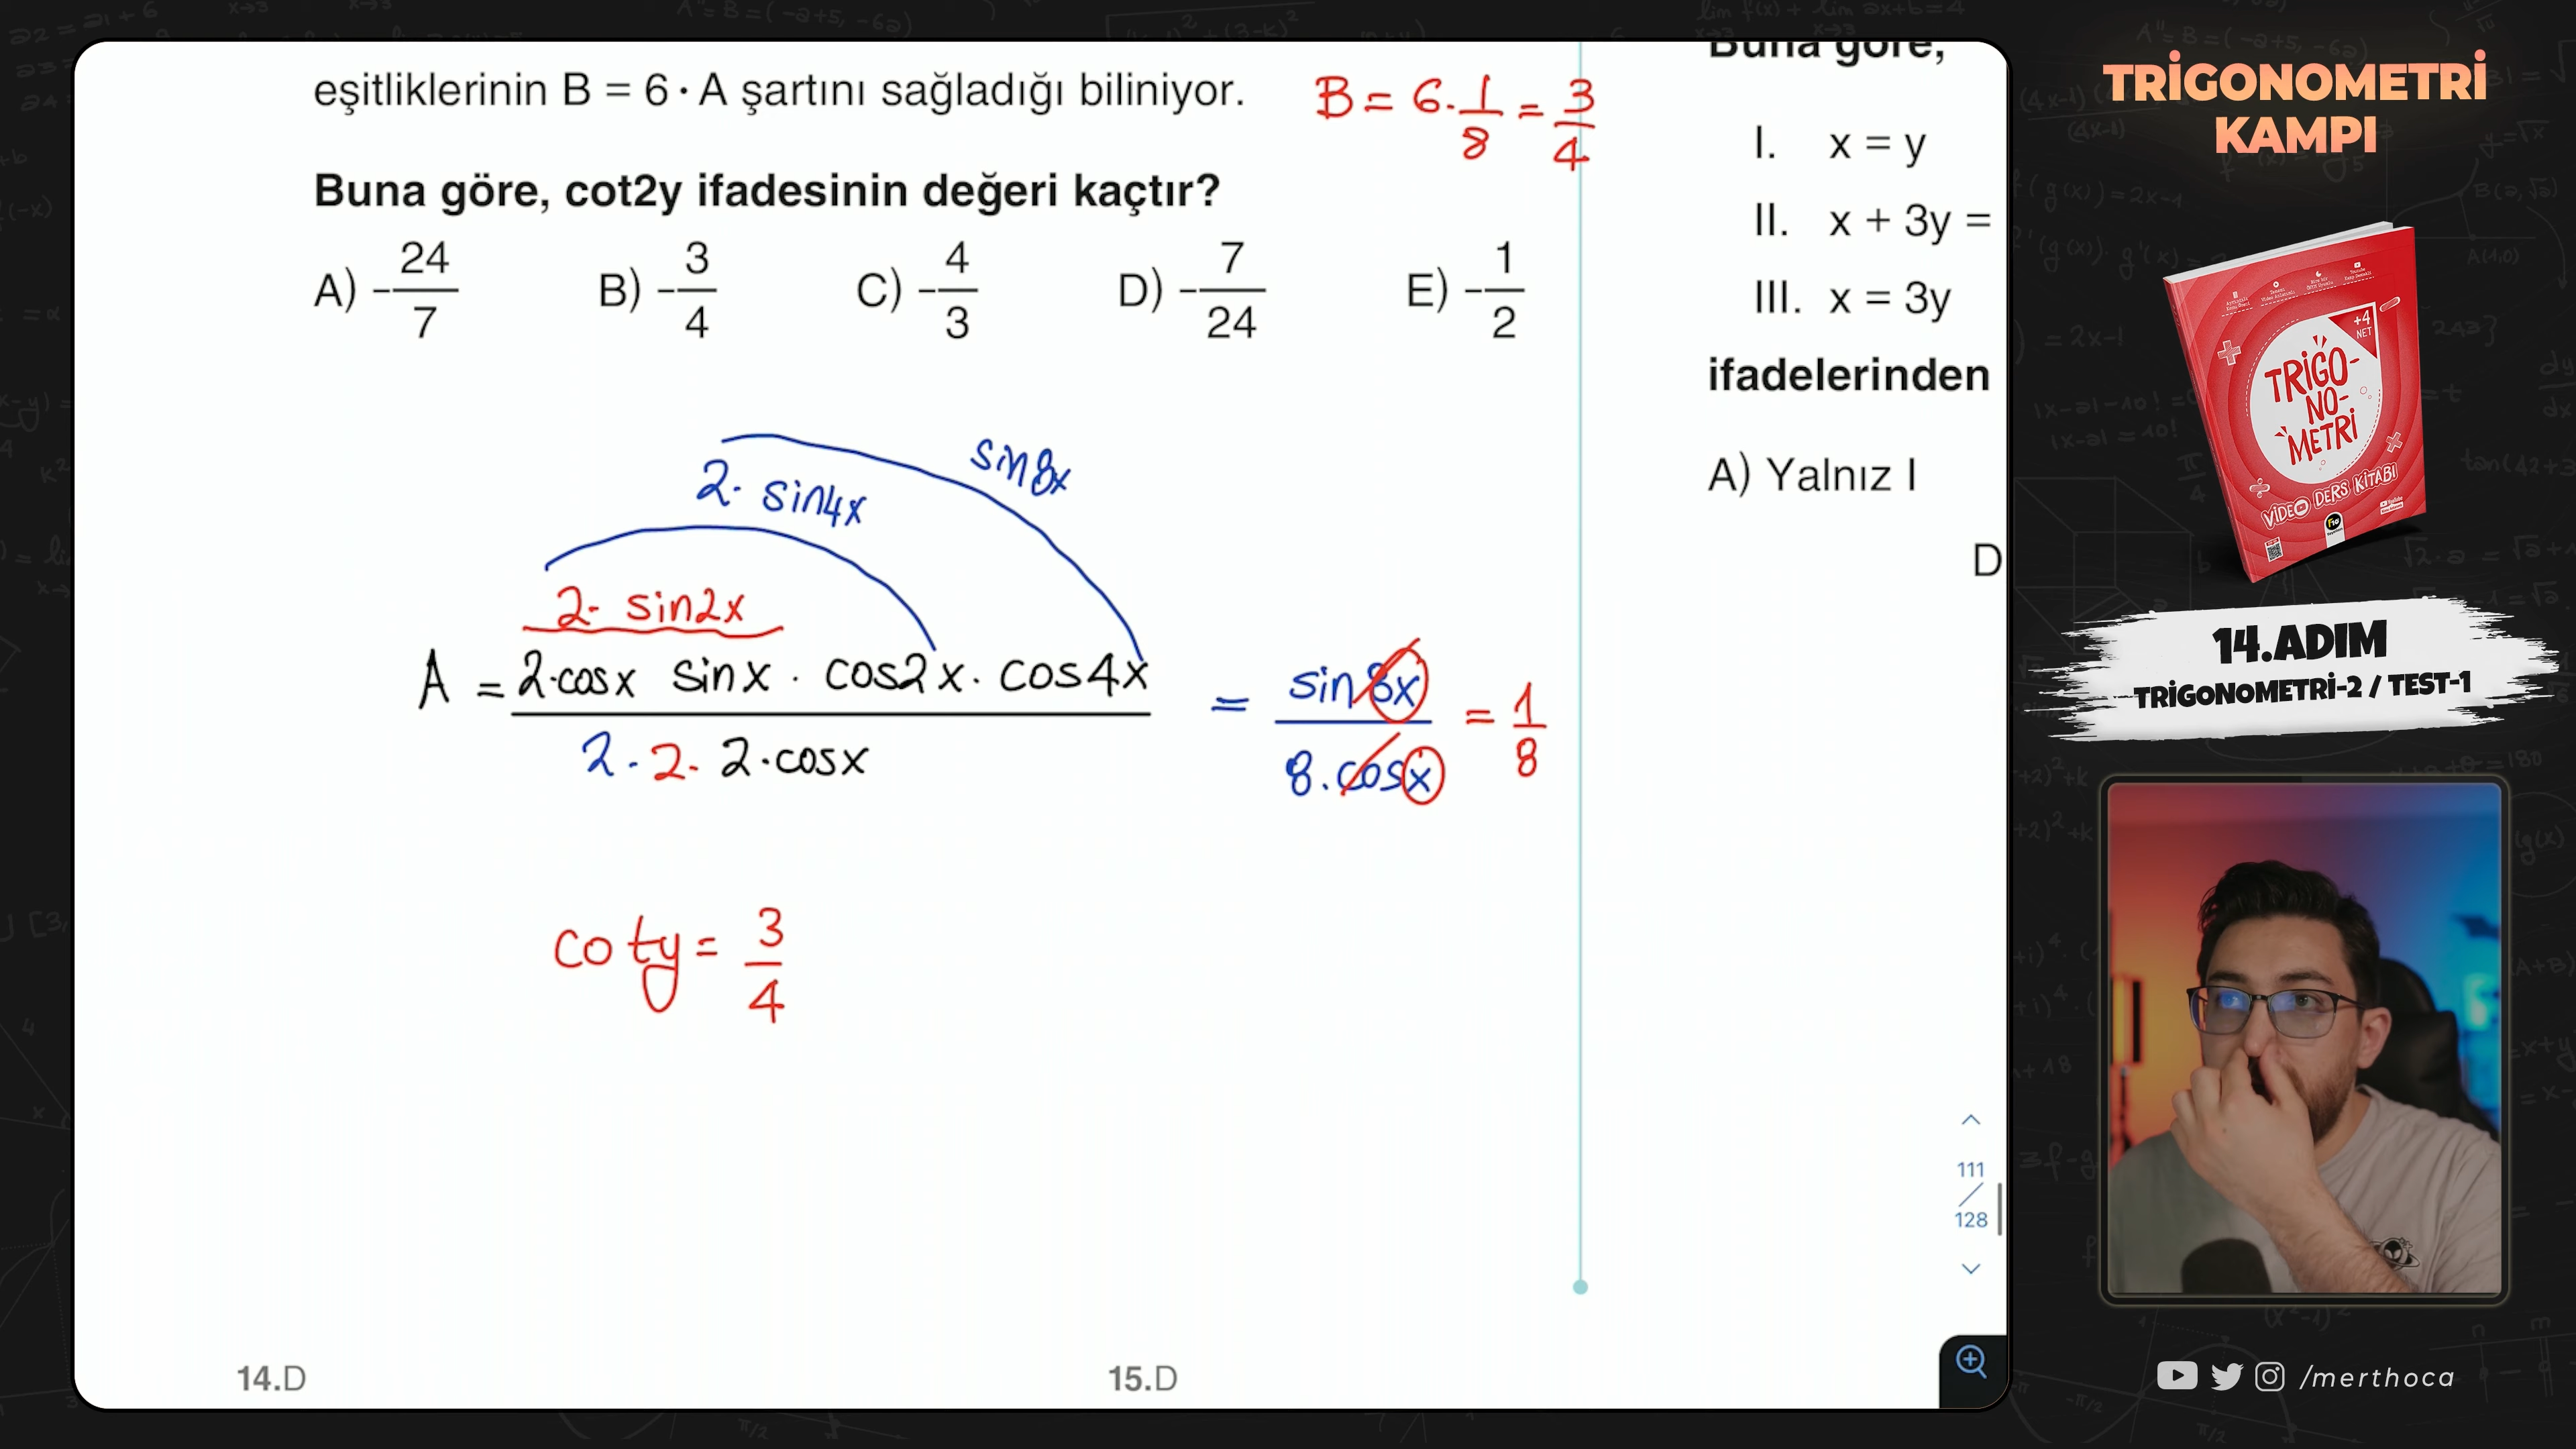 eşitliklerinin B = 6 · A şartını sağladığı biliniyor.
B = 6 · 1/8 = 3/4
Buna göre, cot2y ifadesinin değeri kaçtır?
A) -24/7 B) -3/4 C) -4/3 D) -7/24 E) -1/2
sin8x
2· sin4x
2· sin2x
A = 2·cosx sinx · cos2x · cos4x / 2·2·2·cosx = sin8x / 8·cosx = 1/8
coty = 3/4
14.D
15.D
Buna göre,
I. x = y
II. x + 3y =
III. x = 3y
ifadelerinden
A) Yalnız I
D
111
/
128
TRİGONOMETRİ
KAMPI
+4
NET
TRİGO-
NO-
METRİ
VİDEO DERS KİTABI
14.ADIM
TRİGONOMETRİ-2 / TEST-1
/merthoca